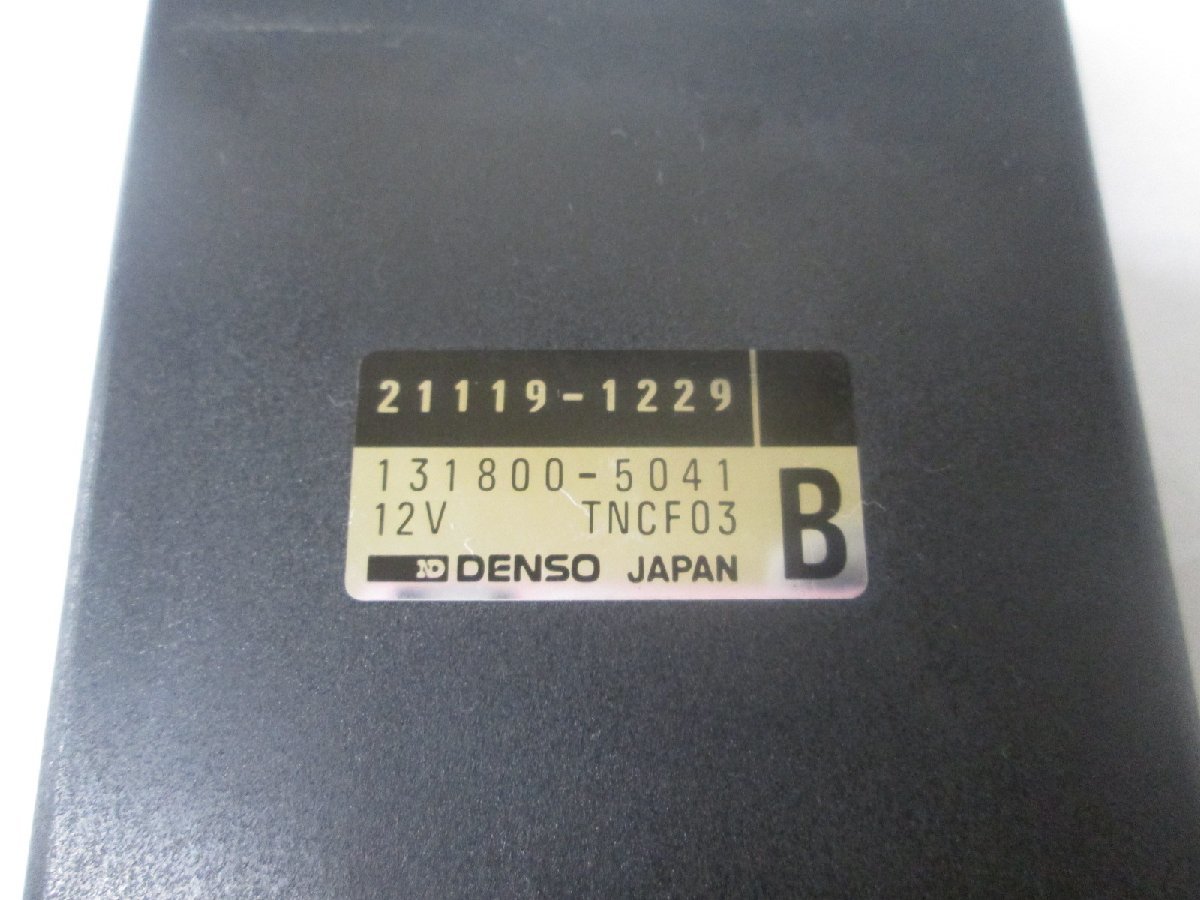 21119-1229
131800-5041
12V TNCF03
B
ND DENSO JAPAN